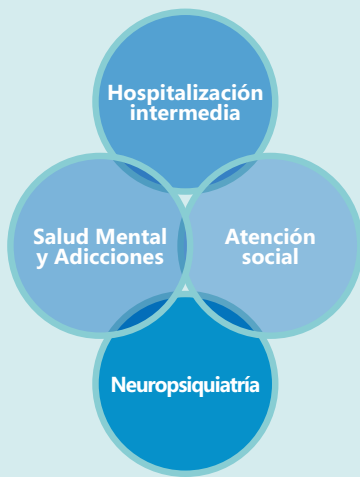 Hospitalización
intermedia
Salud Mental
y Adicciones
Atención
social
Neuropsiquiatría